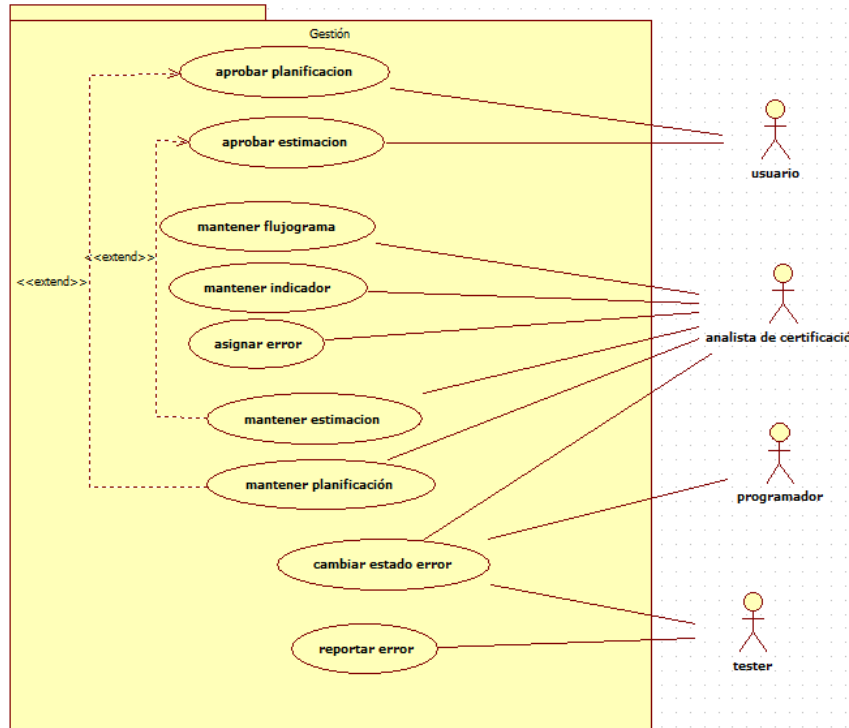 Gestión
aprobar planificacion
aprobar estimacion
usuario
mantener flujograma
<<extend>>
<<extend>>
mantener indicador
asignar error
analista de certificació
mantener estimacion
mantener planificación
programador
cambiar estado error
reportar error
tester